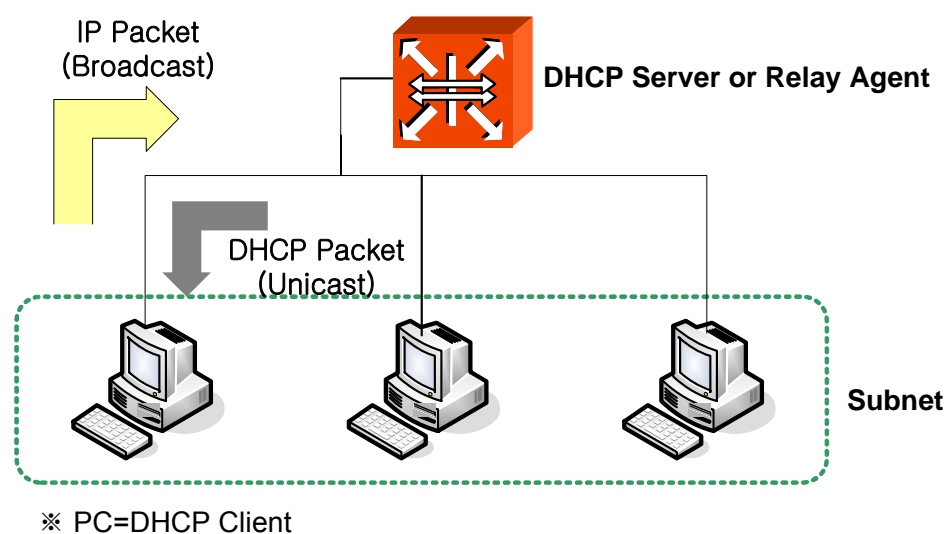 IP Packet
(Broadcast)
DHCP Server or Relay Agent
DHCP Packet
(Unicast)
Subnet
※ PC=DHCP Client